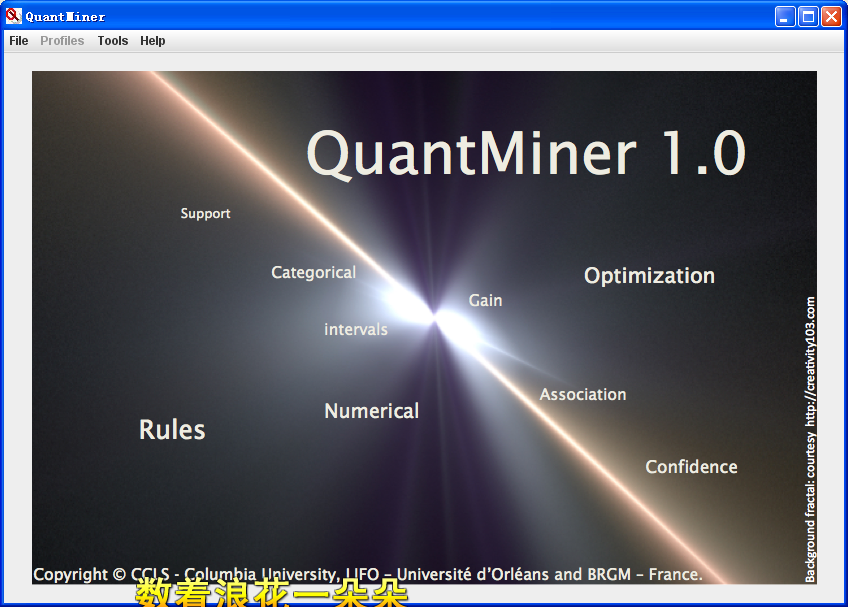 QuantMiner
File Profiles Tools Help
QuantMiner 1.0
Support
Categorical
Optimization
Gain
intervals
Association
Numerical
Rules
Confidence
Background fractal: courtesy http://creativity103.com
Copyright © CCLS - Columbia University, LIFO – Université d'Orléans and BRGM – France.
数着浪花一朵朵